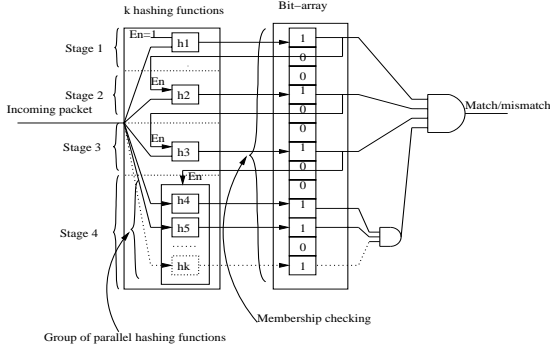 k hashing functions
Bit-array
En=1
Stage 1
h1
1
0
0
En
Stage 2
h2
1
0
Match/mismatch
Incoming packet
0
En
Stage 3
h3
1
0
En
0
h4
1
Stage 4
h5
1
......
0
hk
1
Membership checking
Group of parallel hashing functions